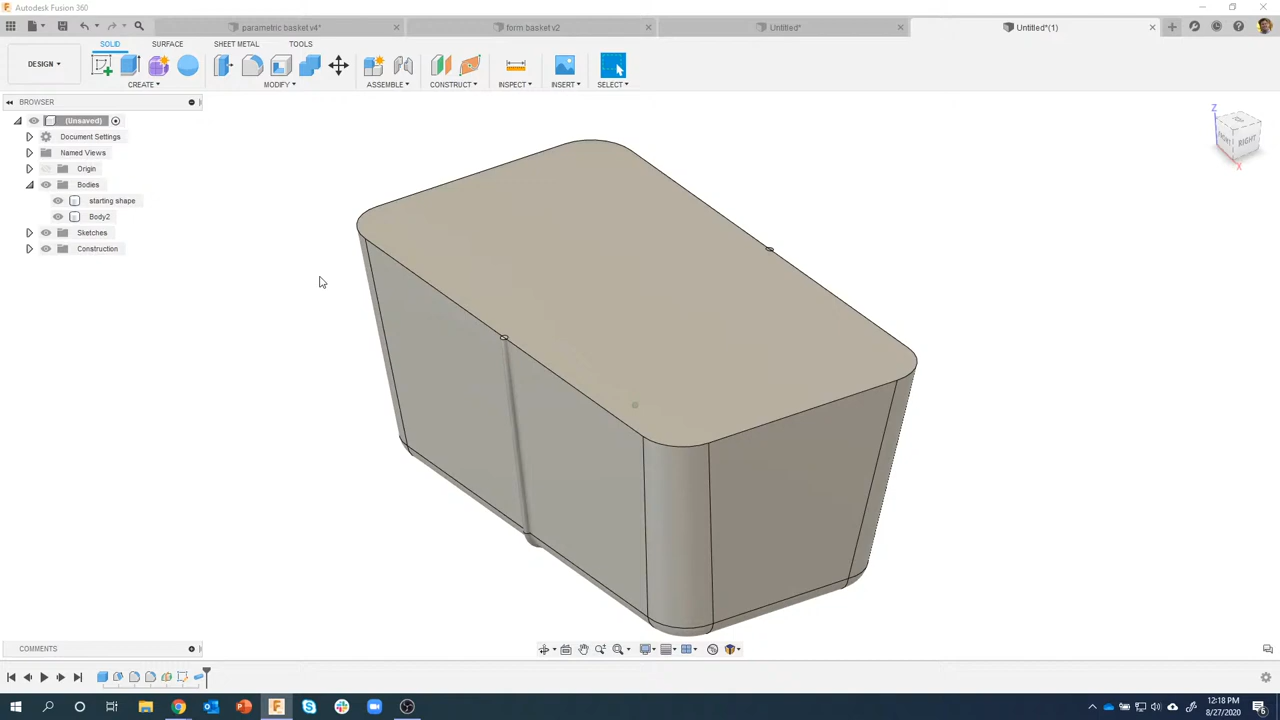 Autodesk Fusion 360
parametric basket v4*
form basket v2
Untitled*
Untitled*(1)
SOLID
SURFACE
SHEET METAL
TOOLS
DESIGN
CREATE
MODIFY
ASSEMBLE
CONSTRUCT
INSPECT
INSERT
SELECT
BROWSER
(Unsaved)
Document Settings
Named Views
Origin
Bodies
starting shape
Body2
Sketches
Construction
Z
FRONT
RIGHT
X
COMMENTS
12:18 PM
8/27/2020